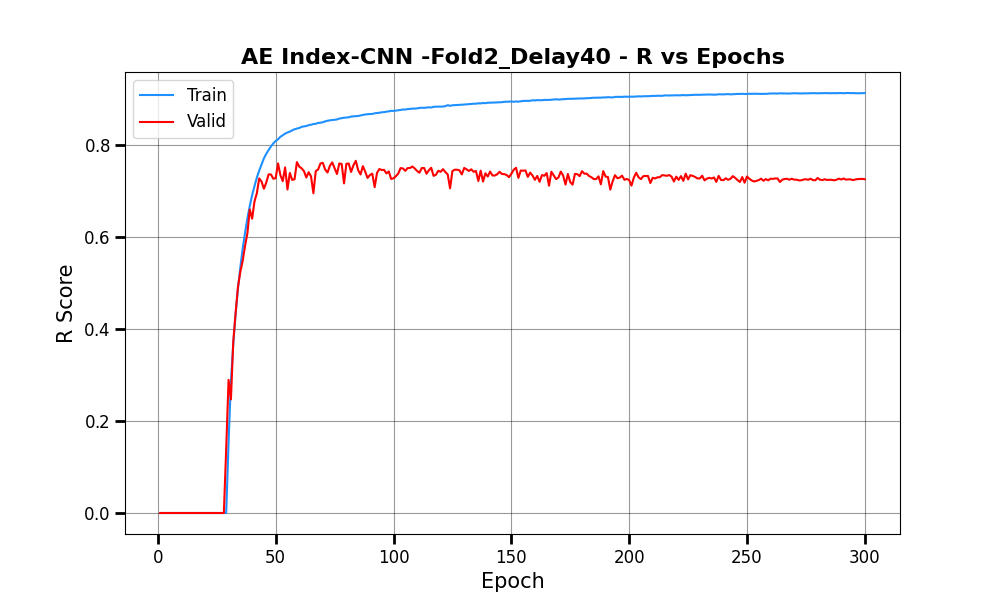 AE Index-CNN -Fold2_Delay40 - R vs Epochs
Train
Valid
R Score
0.8
0.6
0.4
0.2
0.0
0 50 100 150 200 250 300
Epoch